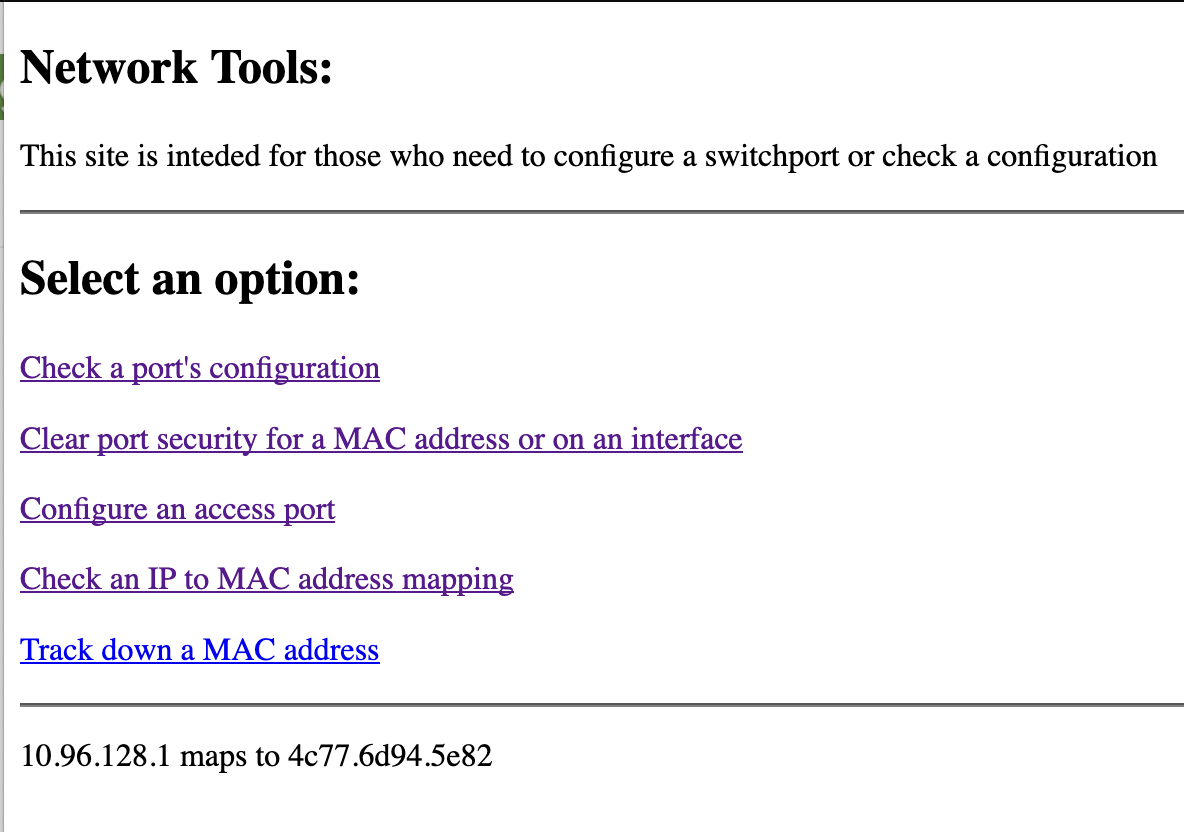 Network Tools:
This site is inteded for those who need to configure a switchport or check a configuration
Select an option:
Check a port's configuration
Clear port security for a MAC address or on an interface
Configure an access port
Check an IP to MAC address mapping
Track down a MAC address
10.96.128.1 maps to 4c77.6d94.5e82